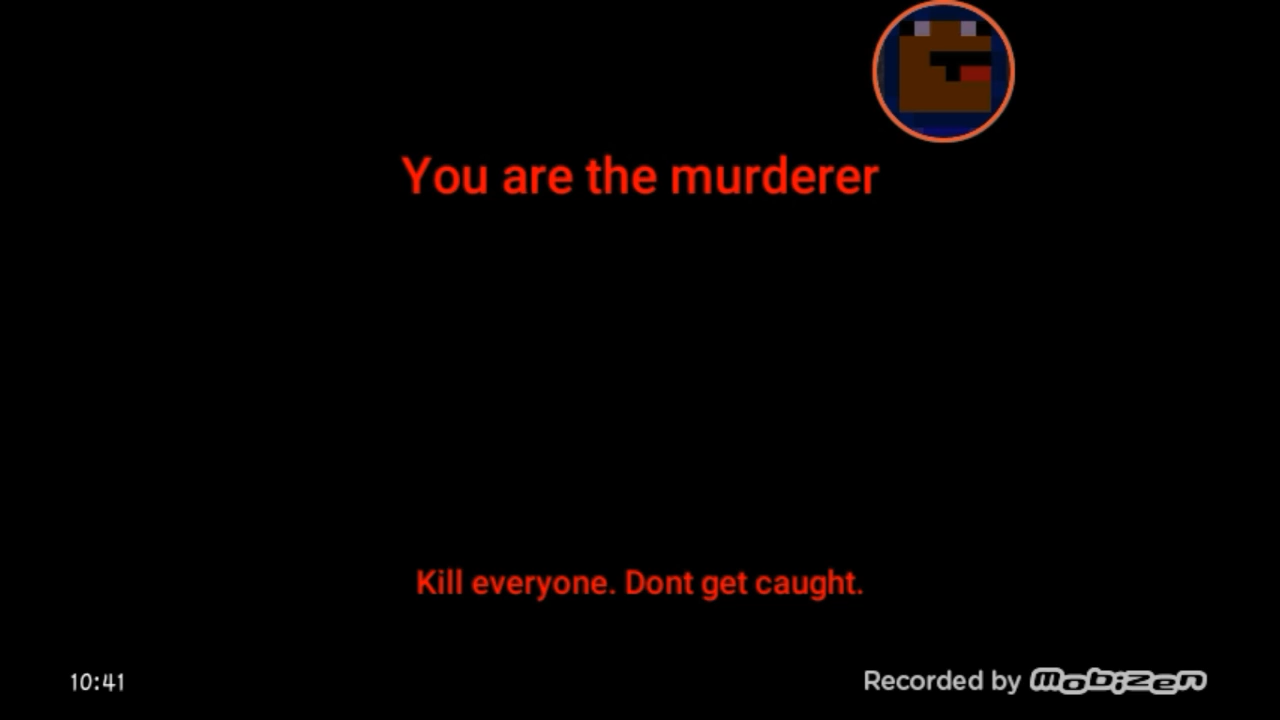 You are the murderer
Kill everyone. Dont get caught.
10:41
Recorded by mobizen